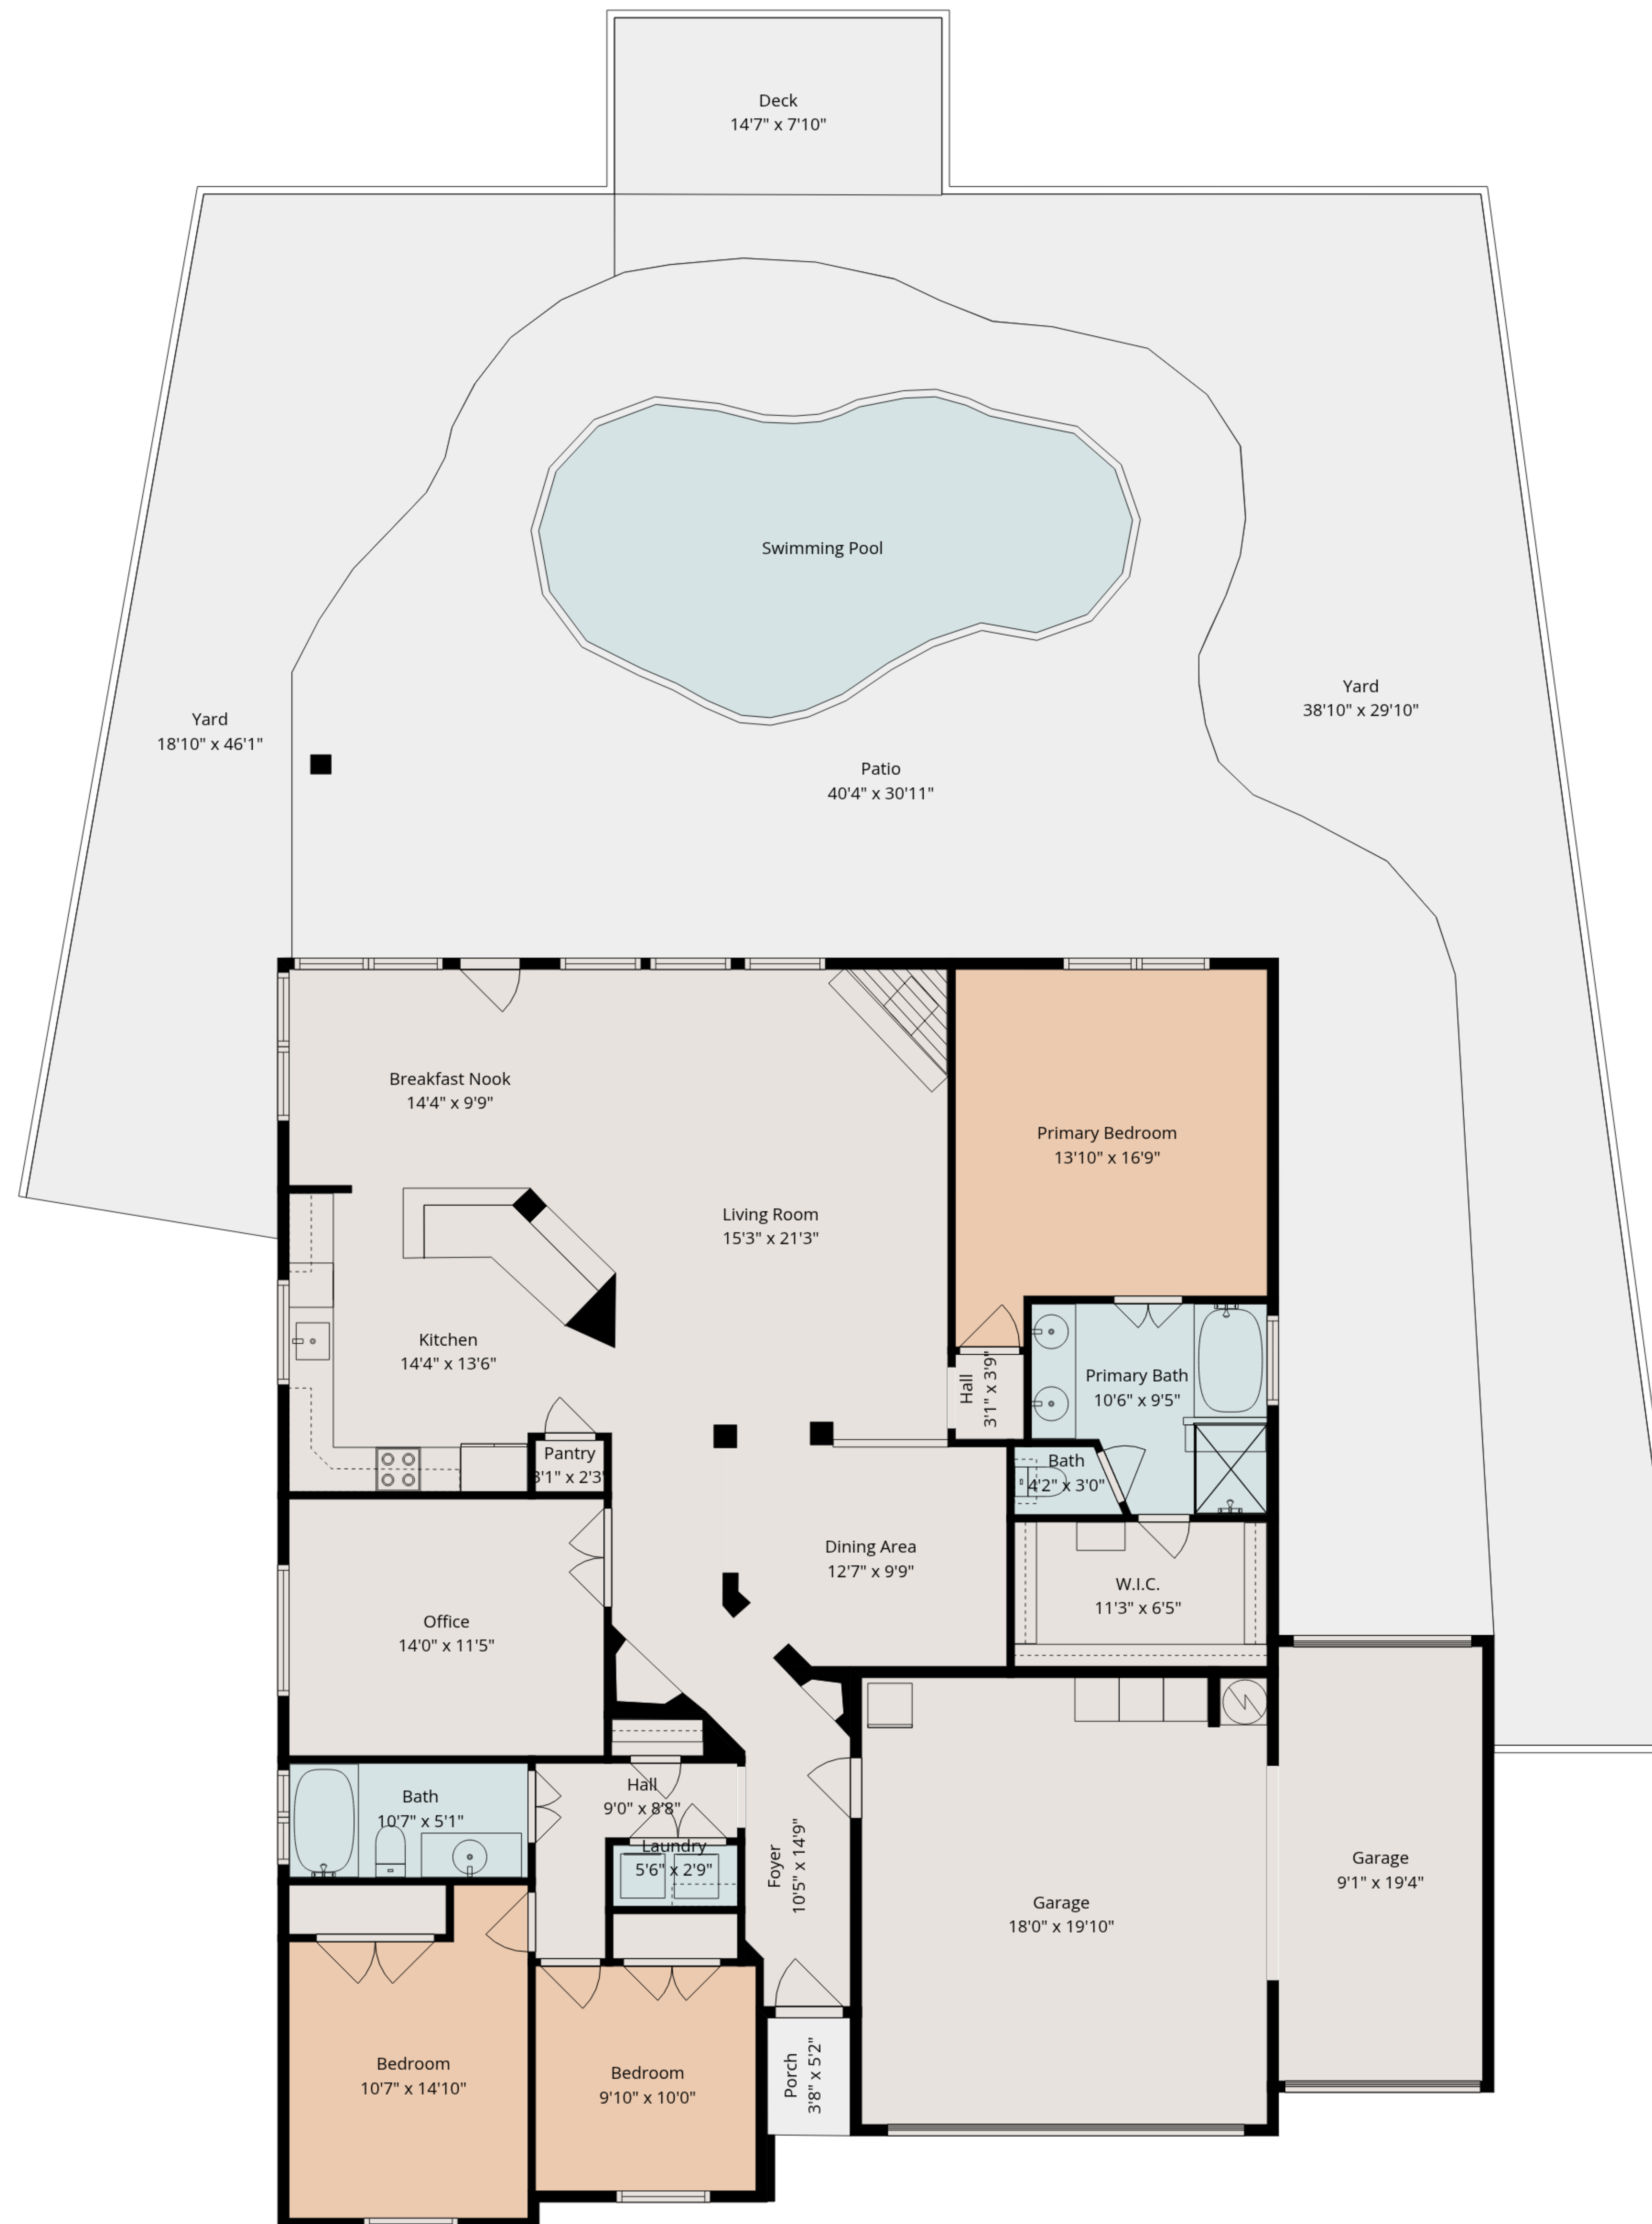 Deck
14'7" x 7'10"
Swimming Pool
Yard
38'10" x 29'10"
Yard
18'10" x 46'1"
Patio
40'4" x 30'11"
Breakfast Nook
14'4" x 9'9"
Primary Bedroom
13'10" x 16'9"
Living Room
15'3" x 21'3"
Kitchen
14'4" x 13'6"
Hall
3'1" x 3'9"
Primary Bath
10'6" x 9'5"
Pantry
3'1" x 2'3"
Bath
4'2" x 3'0"
Dining Area
12'7" x 9'9"
W.I.C.
11'3" x 6'5"
Office
14'0" x 11'5"
Hall
9'0" x 8'8"
Bath
10'7" x 5'1"
Laundry
5'6" x 2'9"
Foyer
10'5" x 14'9"
Garage
9'1" x 19'4"
Garage
18'0" x 19'10"
Bedroom
10'7" x 14'10"
Bedroom
9'10" x 10'0"
Porch
3'8" x 5'2"